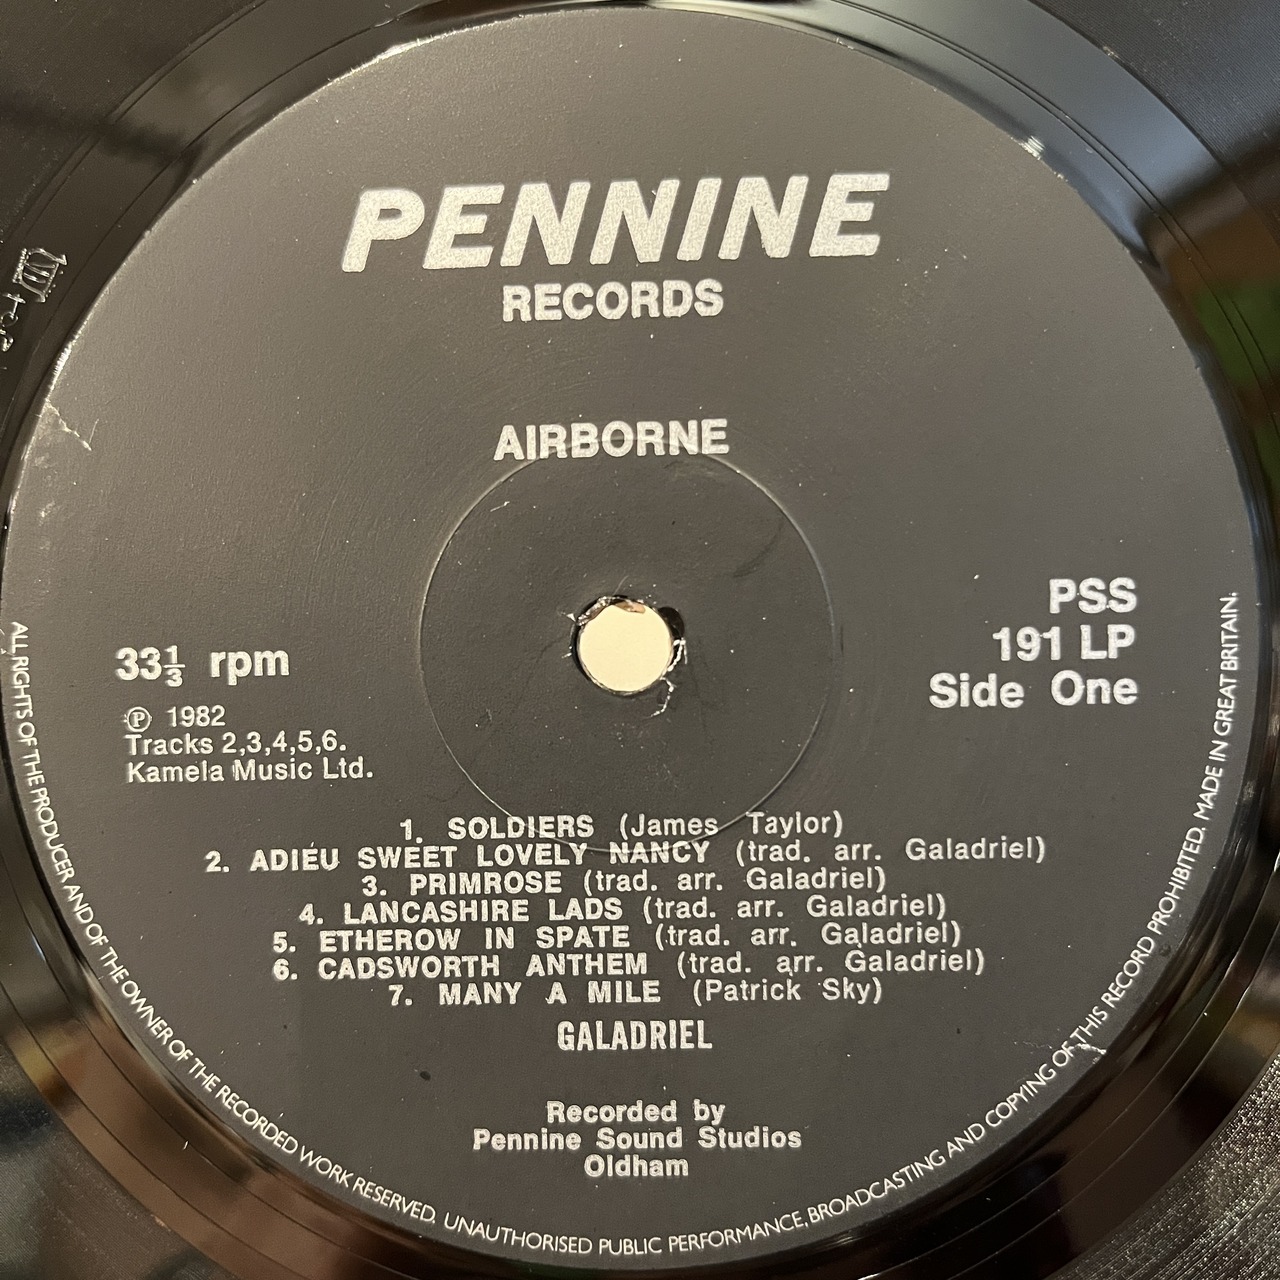 PENNINE
RECORDS
AIRBORNE
PSS
191 LP
Side One
33⅓ rpm
Ⓟ 1982
Tracks 2,3,4,5,6.
Kamela Music Ltd.
1. SOLDIERS (James Taylor)
2. ADIEU SWEET LOVELY NANCY (trad. arr. Galadriel)
3. PRIMROSE (trad. arr. Galadriel)
4. LANCASHIRE LADS (trad. arr. Galadriel)
5. ETHEROW IN SPATE (trad. arr. Galadriel)
6. CADSWORTH ANTHEM (trad. arr. Galadriel)
7. MANY A MILE (Patrick Sky)
GALADRIEL
Recorded by
Pennine Sound Studios
Oldham
ALL RIGHTS OF THE PRODUCER AND OF THE OWNER OF THE RECORDED WORK RESERVED. UNAUTHORISED PUBLIC PERFORMANCE, BROADCASTING AND COPYING OF THIS RECORD PROHIBITED. MADE IN GREAT BRITAIN.